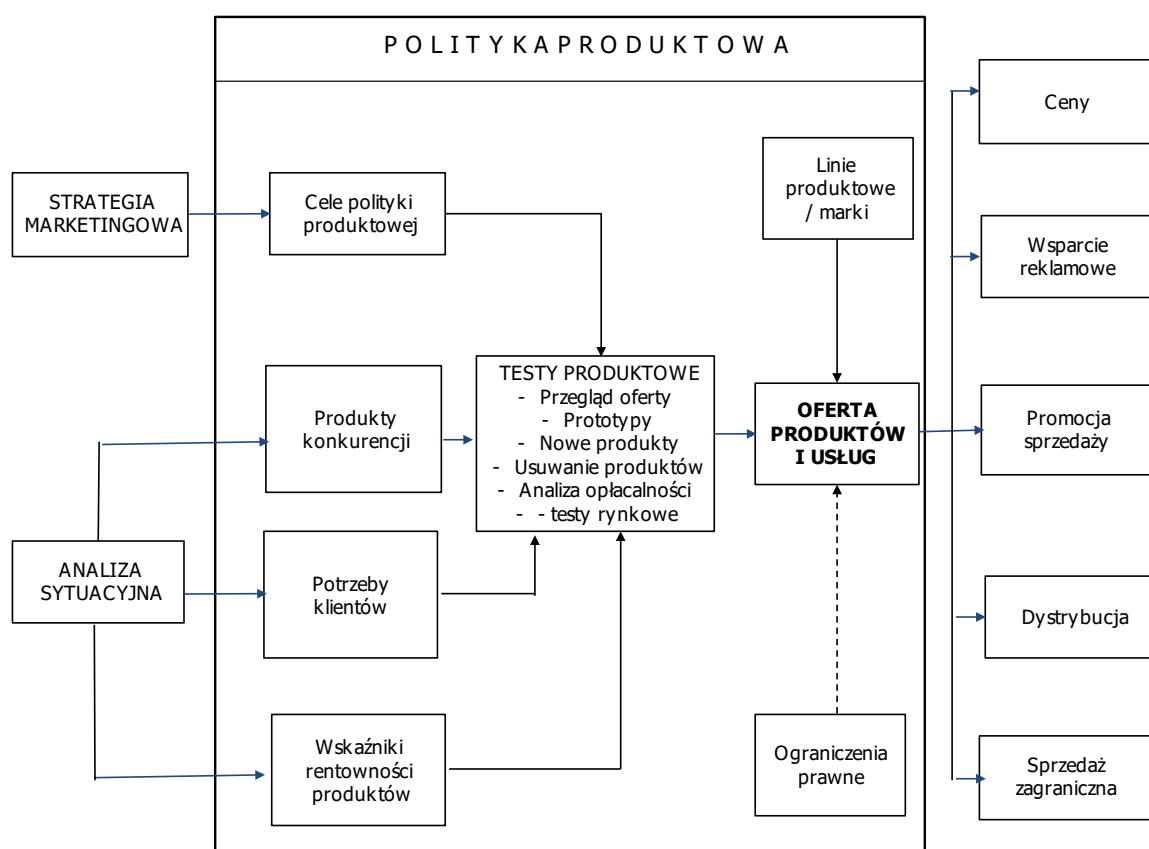 P O L I T Y K A P R O D U K T O W A
STRATEGIA
MARKETINGOWA
ANALIZA
SYTUACYJNA
Cele polityki
produktowej
Produkty
konkurencji
Potrzeby
klientów
Wskaźniki
rentowności
produktów
TESTY PRODUKTOWE
- Przegląd oferty
- Prototypy
- Nowe produkty
- Usuwanie produktów
- Analiza opłacalności
- - testy rynkowe
Linie
produktowe
/ marki
OFERTA
PRODUKTÓW
I USŁUG
Ograniczenia
prawne
Ceny
Wsparcie
reklamowe
Promocja
sprzedaży
Dystrybucja
Sprzedaż
zagraniczna